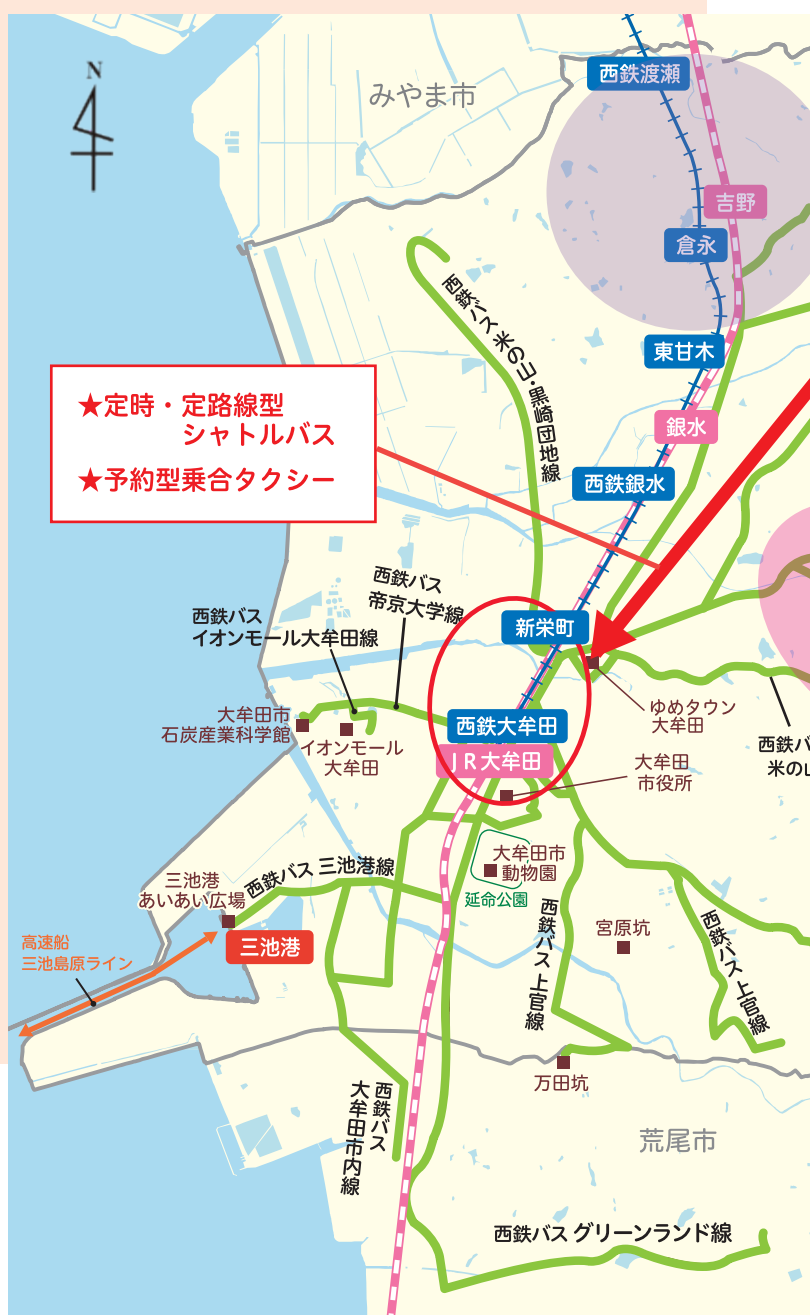 N
みやま市
西鉄渡瀬
吉野
倉永
西鉄バス 米の山・黒崎団地線
東甘木
★定時・定路線型
シャトルバス
★予約型乗合タクシー
銀水
西鉄銀水
西鉄バス
帝京大学線
西鉄バス
イオンモール大牟田線
新栄町
大牟田市
石炭産業科学館
イオンモール
大牟田
西鉄大牟田
JR大牟田
ゆめタウン
大牟田
西鉄バ
米の山
大牟田
市役所
大牟田市
動物園
延命公園
西鉄バス 三池港線
三池港
あいあい広場
三池港
高速船
三池島原ライン
西鉄バス 上官線
宮原坑
西鉄バス 上官線
万田坑
西鉄バス
大牟田市内線
荒尾市
西鉄バス グリーンランド線